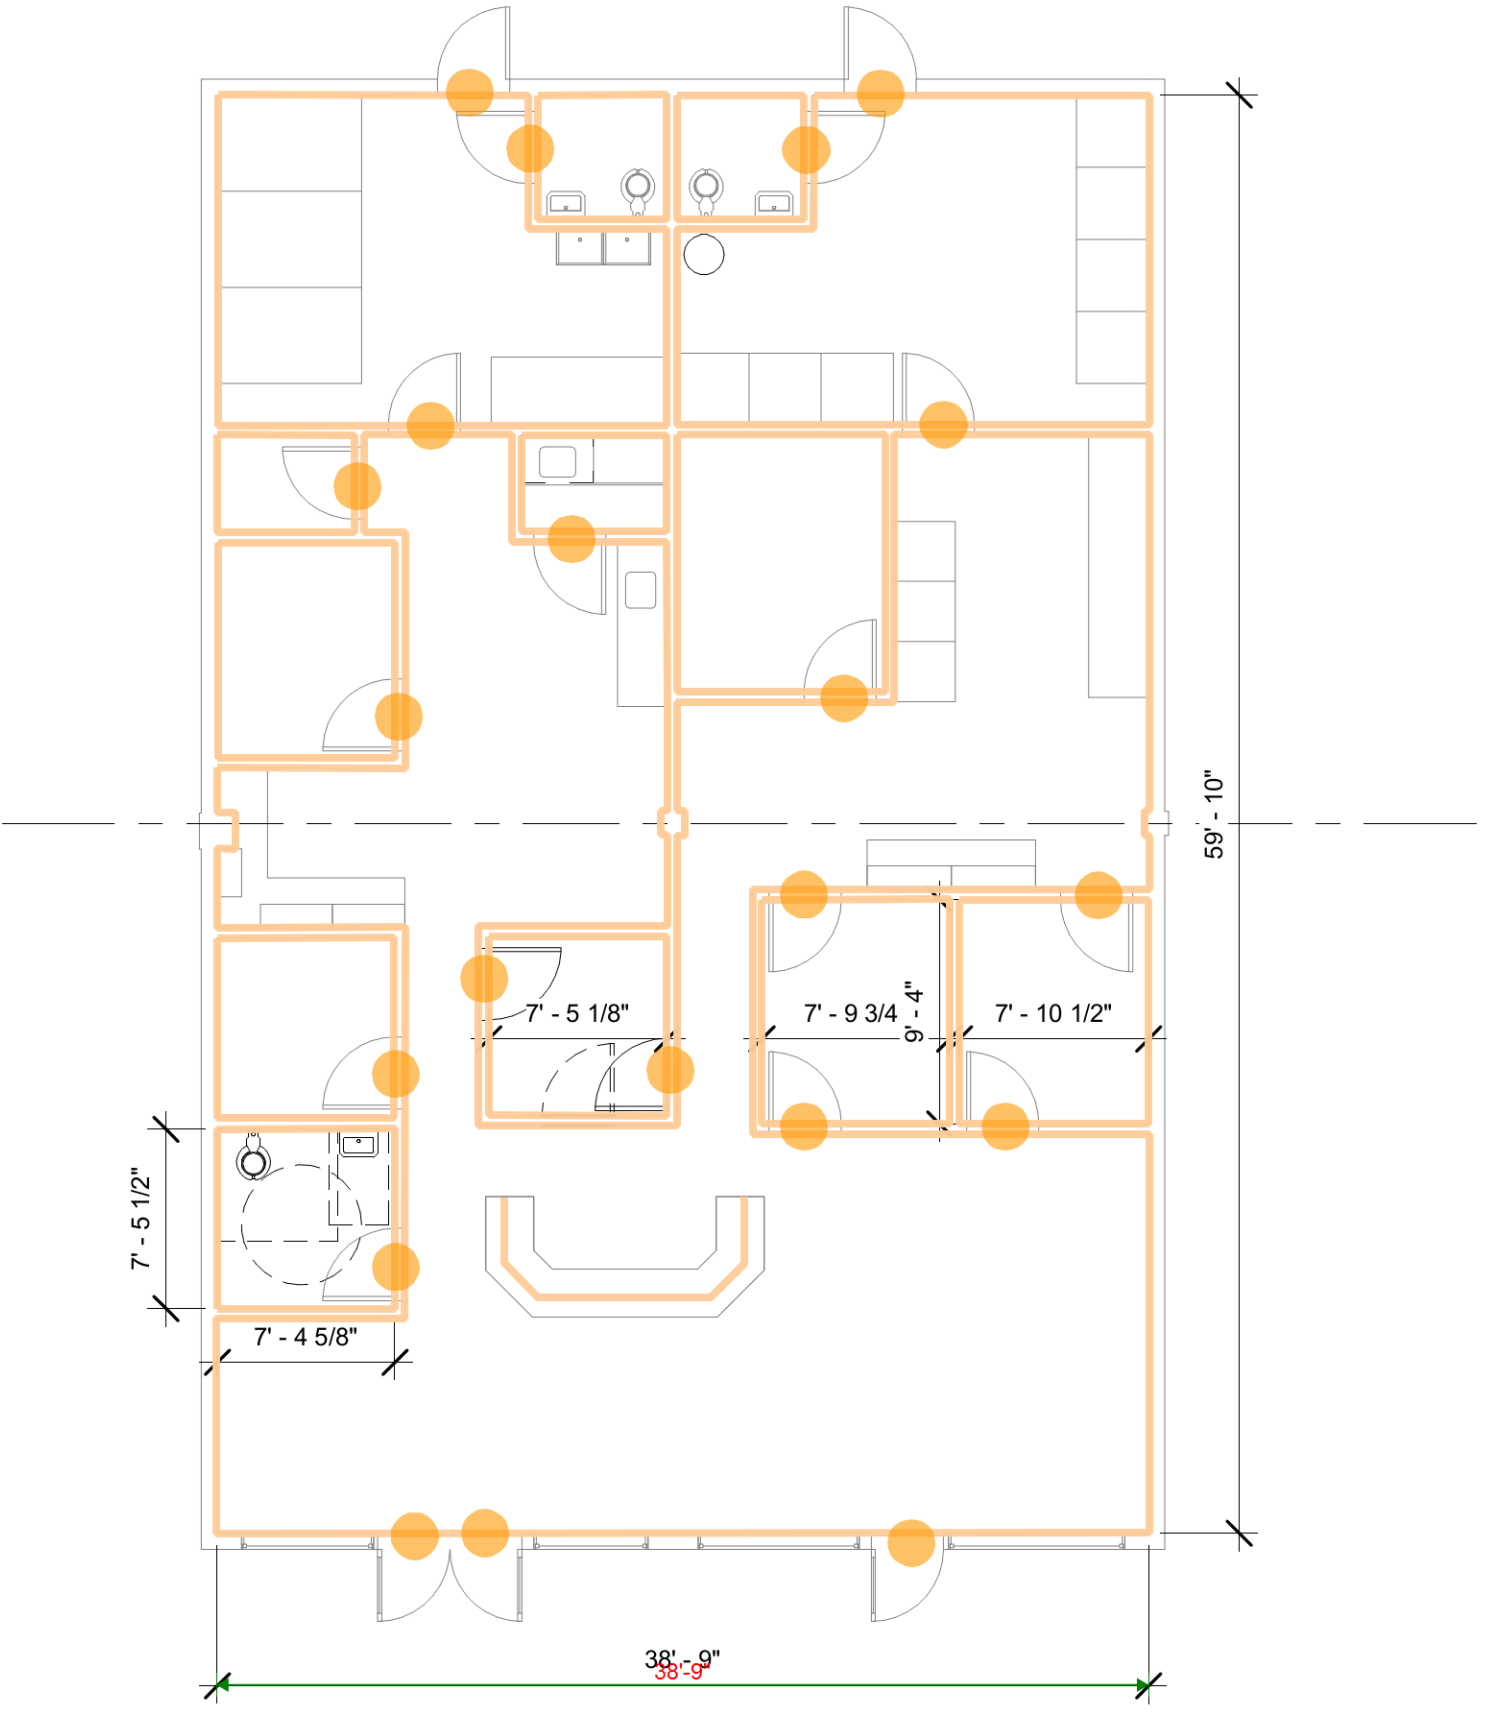 59' - 10"
7' - 5 1/8"
7' - 9 3/4
9' - 4"
7' - 10 1/2"
7' - 5 1/2"
7' - 4 5/8"
38' - 9"
38'-9"